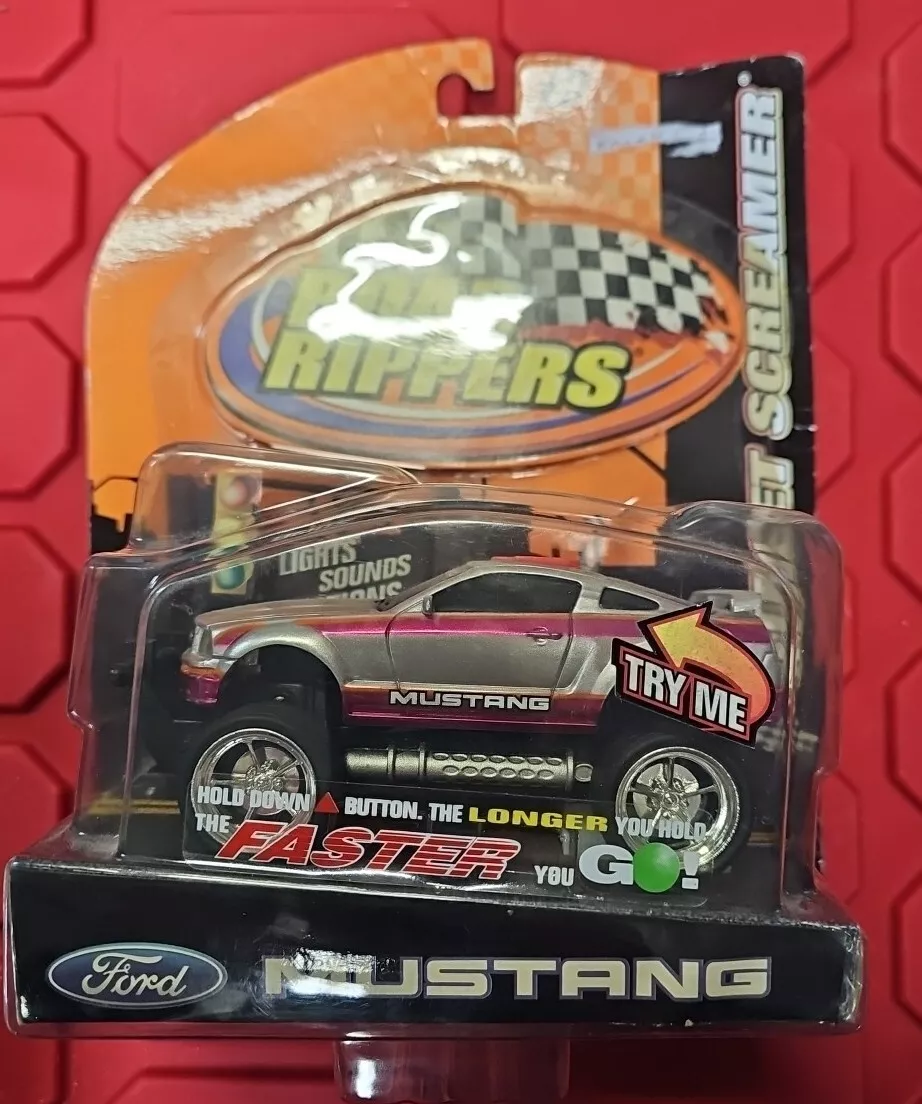 ROAD
RIPPERS
SCREAMER
LIGHTS
SOUNDS
MUSTANG
TRY ME
HOLD DOWN ▲ BUTTON. THE LONGER YOU HOLD
THE FASTER YOU GO!
Ford MUSTANG